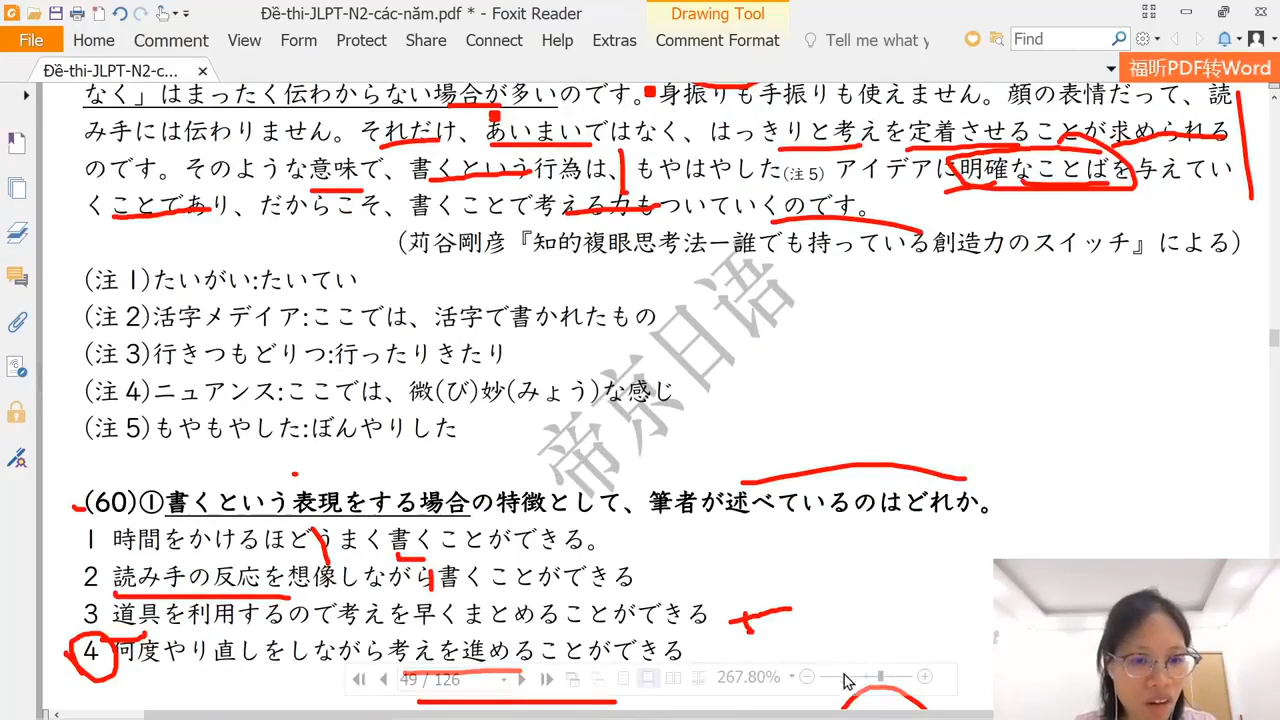 Đề-thi-JLPT-N2-các-năm.pdf * - Foxit Reader
Drawing Tool
File Home Comment View Form Protect Share Connect Help Extras Comment Format Tell me what y Find
Đề-thi-JLPT-N2-c...
福昕PDF转Word
なく」はまったく伝わからない場合が多いのです。身振りも手振りも使えません。顔の表情だって、読
み手には伝わりません。それだけ、あいまいではなく、はっきりと考えを定着させることが求められる
のです。そのような意味で、書くという行為は、もやはやした(注5)アイデアに明確なことばを与えてい
くことであり、だからこそ、書くことで考える力もついていくのです。
(苅谷剛彦『知的複眼思考法ー誰でも持っている創造力のスイッチ』による)
(注1)たいがい:たいてい
(注2)活字メデイア:ここでは、活字で書かれたもの
(注3)行きつもどりつ:行ったりきたり
(注4)ニュアンス:ここでは、微(び)妙(みょう)な感じ
(注5)もやもやした:ぼんやりした
帝京日语
(60)①書くという表現をする場合の特徴として、筆者が述べているのはどれか。
1 時間をかけるほどうまく書くことができる。
2 読み手の反応を想像しながら書くことができる
3 道具を利用するので考えを早くまとめることができる
4 何度やり直しをしながら考えを進めることができる
49 / 126
267.80%